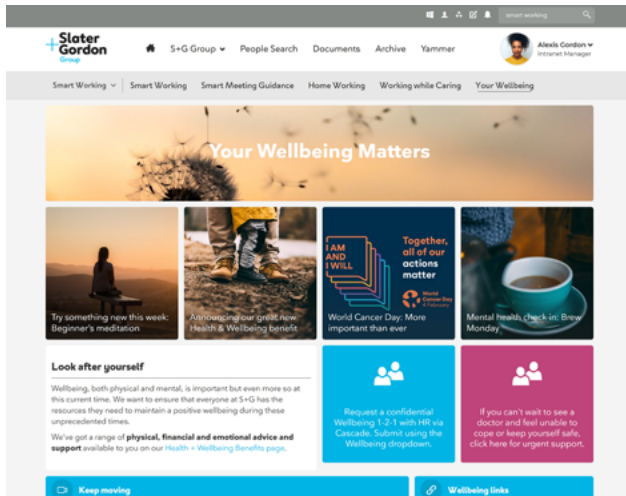 smart working
Slater
Gordon
Group
S+G Group
People Search
Documents
Archive
Yammer
Alexis Gordon
Intranet Manager
Smart Working
Smart Working
Smart Meeting Guidance
Home Working
Working while Caring
Your Wellbeing
Your Wellbeing Matters
Try something new this week:
Beginner's meditation
Announcing our great new
Health & Wellbeing benefit
I AM
AND
I WILL
Together,
all of our
actions
matter
World
Cancer Day
4 February
World Cancer Day: More
important than ever
Mental health check in: Brew
Monday
Look after yourself
Wellbeing, both physical and mental, is important but even more so at
this current time. We want to ensure that everyone at S+G has the
resources they need to maintain a positive wellbeing during these
unprecedented times.
We've got a range of physical, financial and emotional advice and
support available to you on our Health + Wellbeing Benefits page.
Request a confidential
Wellbeing 1-2-1 with HR via
Cascade. Submit using the
Wellbeing dropdown.
If you can't wait to see a
doctor and feel unable to
cope or keep yourself safe,
click here for urgent support.
Keep moving
Wellbeing links